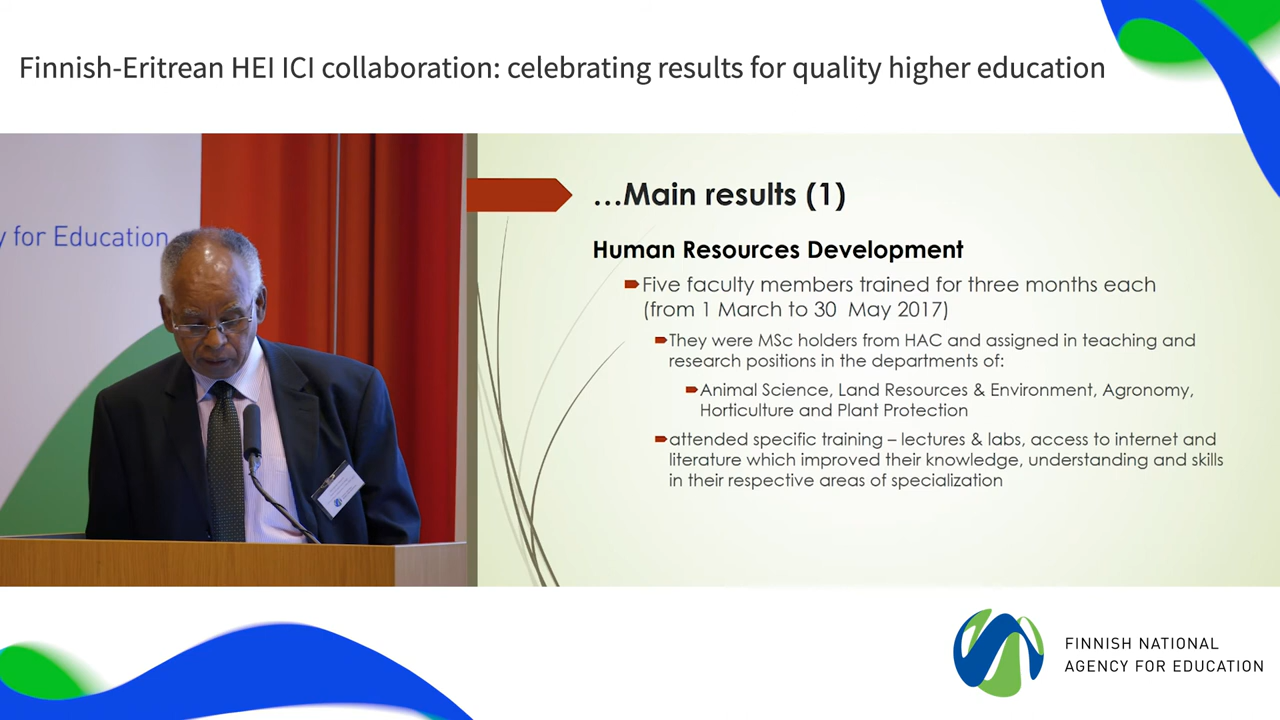 Finnish-Eritrean HEI ICI collaboration: celebrating results for quality higher education
y for Education
…Main results (1)
Human Resources Development
Five faculty members trained for three months each
(from 1 March to 30 May 2017)
They were MSc holders from HAC and assigned in teaching and
research positions in the departments of:
Animal Science, Land Resources & Environment, Agronomy,
Horticulture and Plant Protection
attended specific training – lectures & labs, access to internet and
literature which improved their knowledge, understanding and skills
in their respective areas of specialization
FINNISH NATIONAL
AGENCY FOR EDUCATION